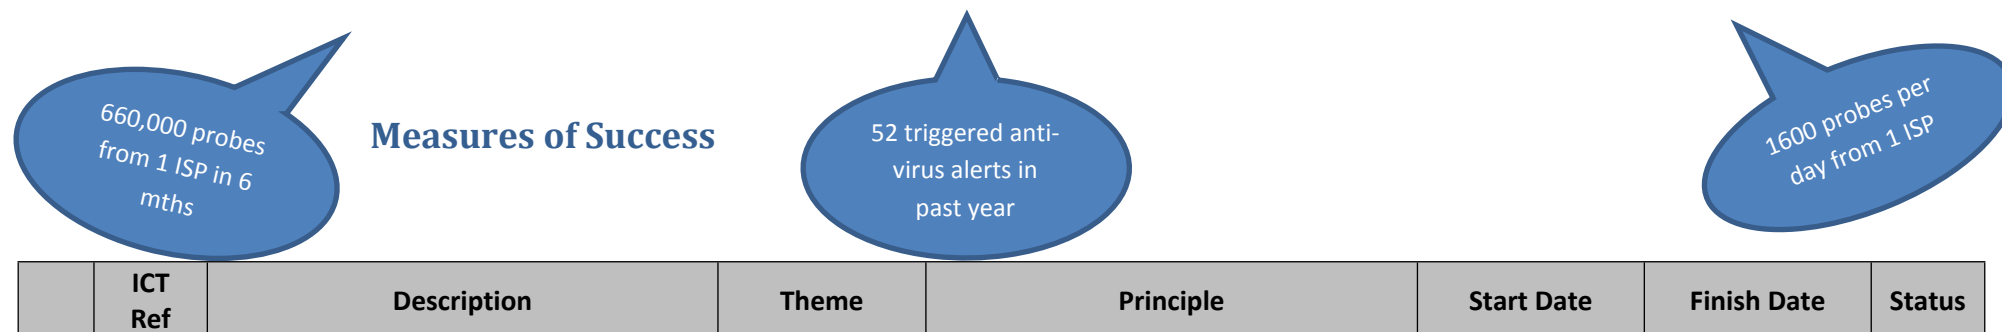 660,000 probes
from 1 ISP in 6
mths
Measures of Success
52 triggered anti-
virus alerts in
past year
1600 probes per
day from 1 ISP
ICT
Ref
Description
Theme
Principle
Start Date
Finish Date
Status